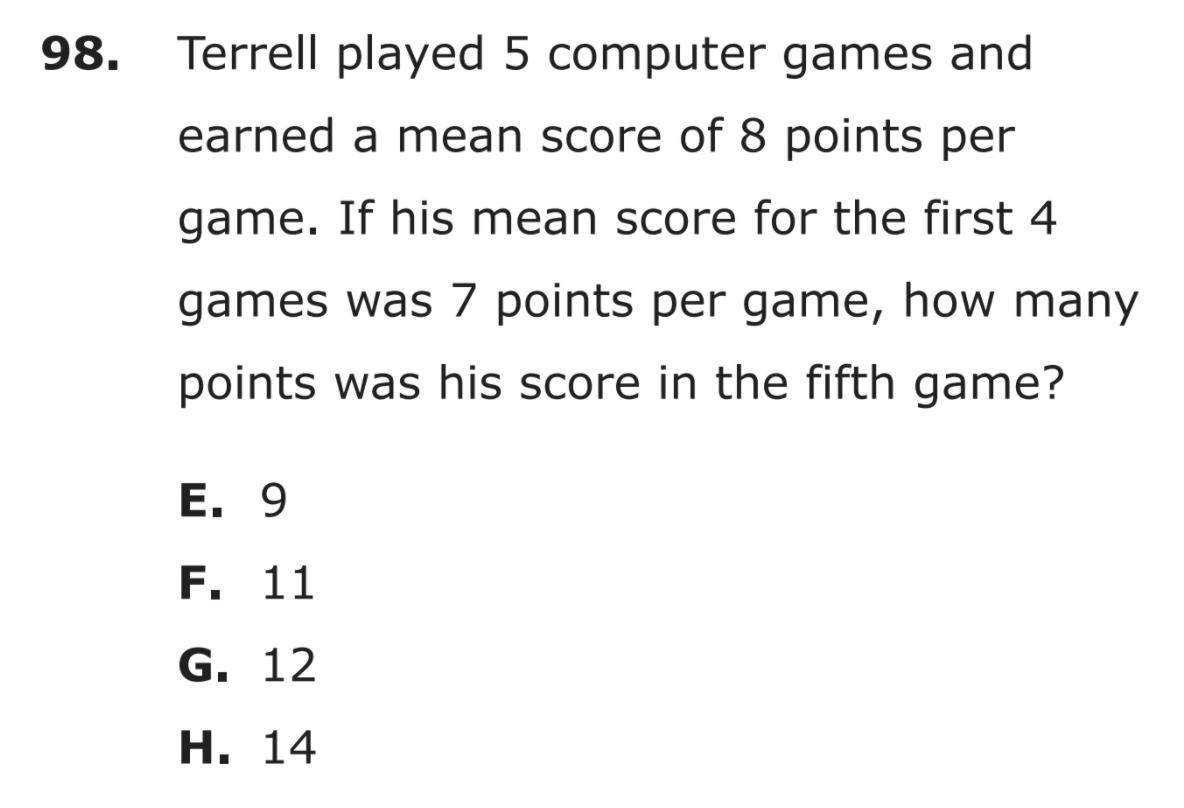 98. Terrell played 5 computer games and
earned a mean score of 8 points per
game. If his mean score for the first 4
games was 7 points per game, how many
points was his score in the fifth game?
E. 9
F. 11
G. 12
H. 14